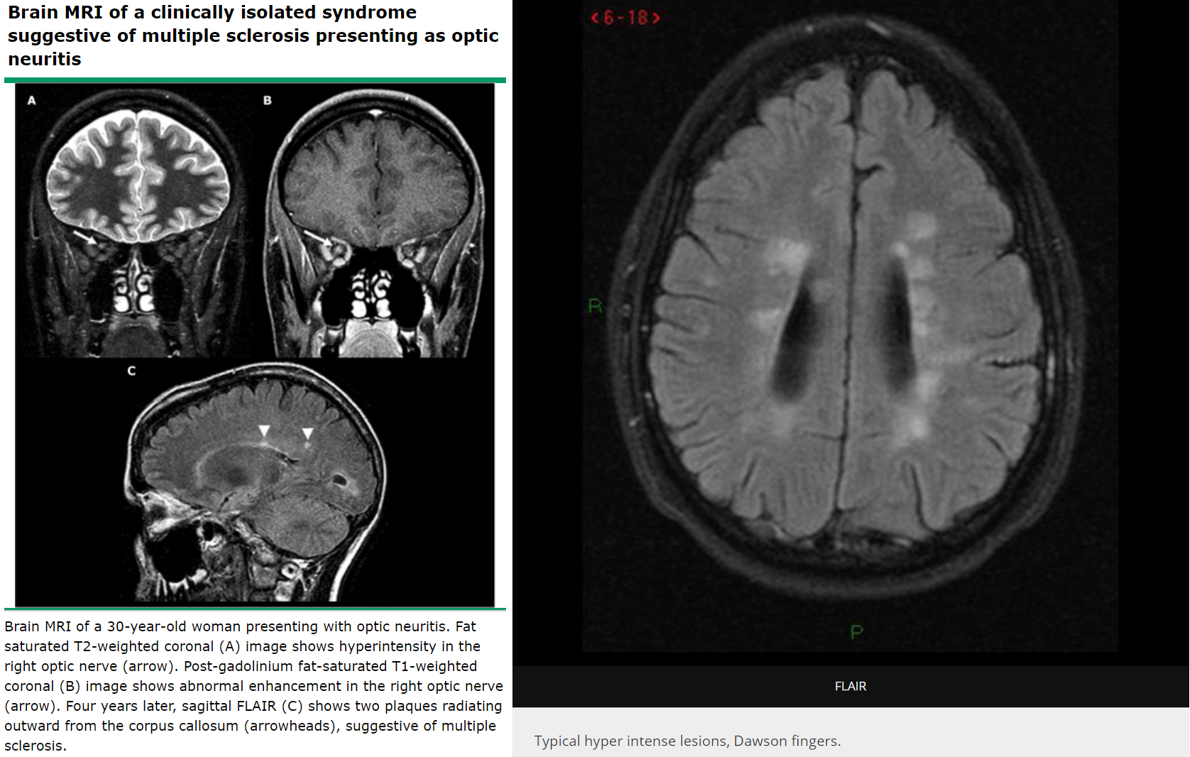 Brain MRI of a clinically isolated syndrome
suggestive of multiple sclerosis presenting as optic
neuritis
A
B
C
Brain MRI of a 30-year-old woman presenting with optic neuritis. Fat
saturated T2-weighted coronal (A) image shows hyperintensity in the
right optic nerve (arrow). Post-gadolinium fat-saturated T1-weighted
coronal (B) image shows abnormal enhancement in the right optic nerve
(arrow). Four years later, sagittal FLAIR (C) shows two plaques radiating
outward from the corpus callosum (arrowheads), suggestive of multiple
sclerosis.
<6-18>
R
P
FLAIR
Typical hyper intense lesions, Dawson fingers.